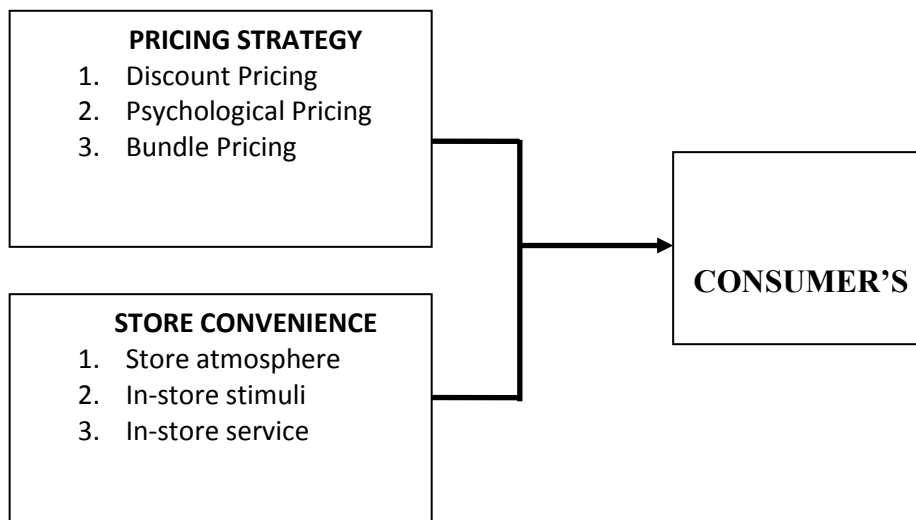 PRICING STRATEGY
1. Discount Pricing
2. Psychological Pricing
3. Bundle Pricing
STORE CONVENIENCE
1. Store atmosphere
2. In-store stimuli
3. In-store service
CONSUMER’S